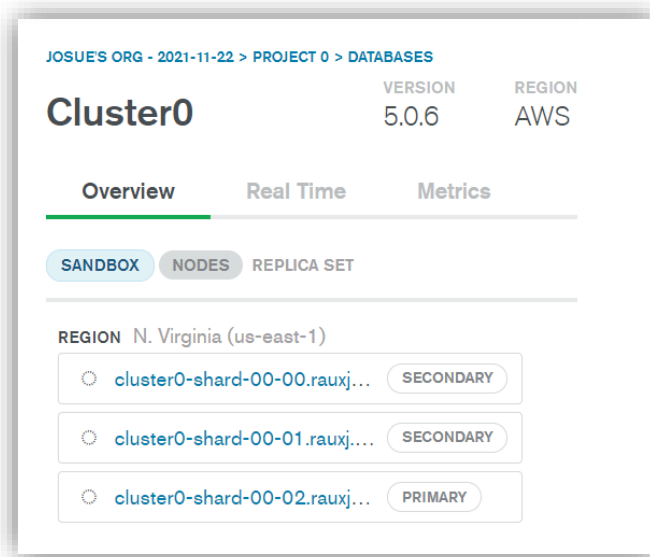 JOSUE'S ORG - 2021-11-22 > PROJECT 0 > DATABASES
Cluster0
VERSION
5.0.6
REGION
AWS
Overview Real Time Metrics
SANDBOX NODES REPLICA SET
REGION N. Virginia (us-east-1)
cluster0-shard-00-00.rauxj... SECONDARY
cluster0-shard-00-01.rauxj.... SECONDARY
cluster0-shard-00-02.rauxj... PRIMARY